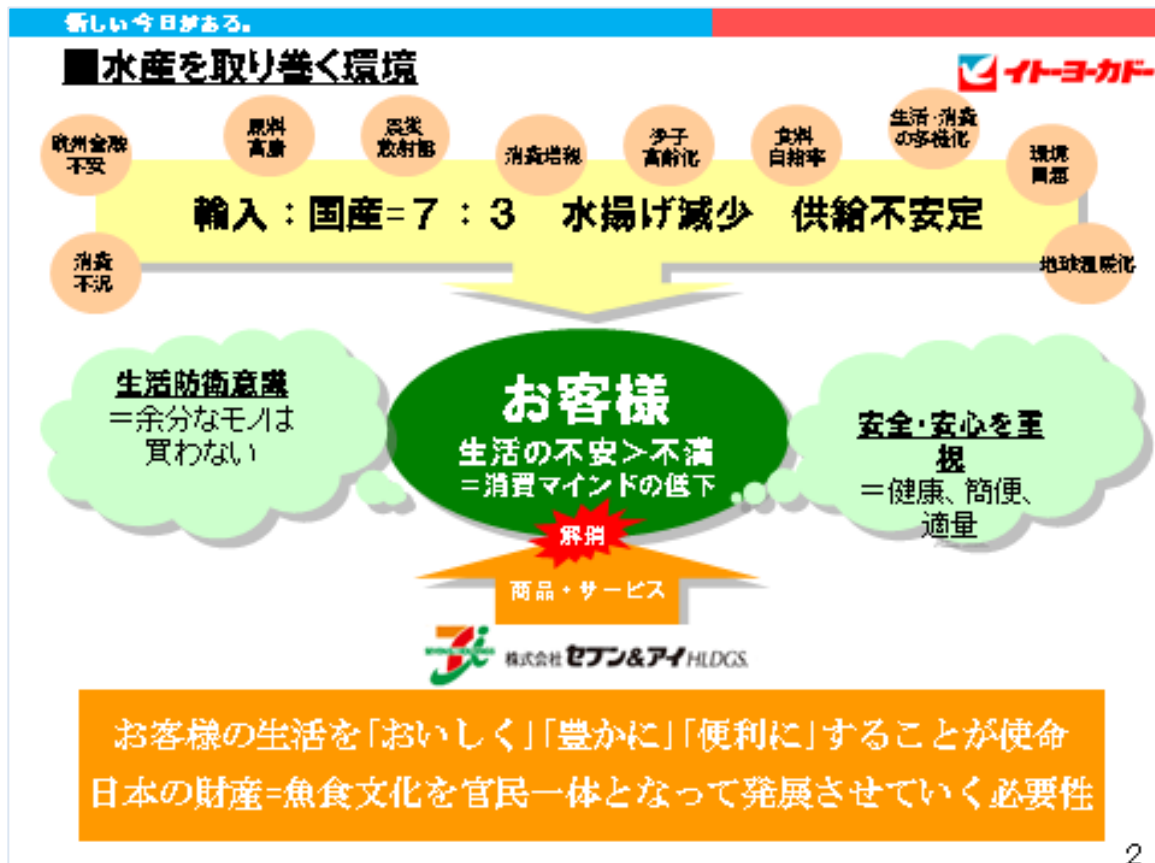 新しい今日がある。
■水産を取り巻く環境
イトーヨーカドー
欧州金融
不安
原料
高騰
震災
放射能
消費増税
少子
高齢化
食料
自給率
生活・消費
の多様化
環境
問題
輸入：国産=７：３　水揚げ減少　供給不安定
消費
不況
地球温暖化
生活防衛意識
＝余分なモノは
買わない
お客様
生活の不安＞不満
＝消費マインドの低下
安全・安心を重
視
＝健康、簡便、
適量
解消
商品・サービス
株式会社 セブン&アイ HLDGS.
お客様の生活を「おいしく」「豊かに」「便利に」することが使命
日本の財産=魚食文化を官民一体となって発展させていく必要性
2